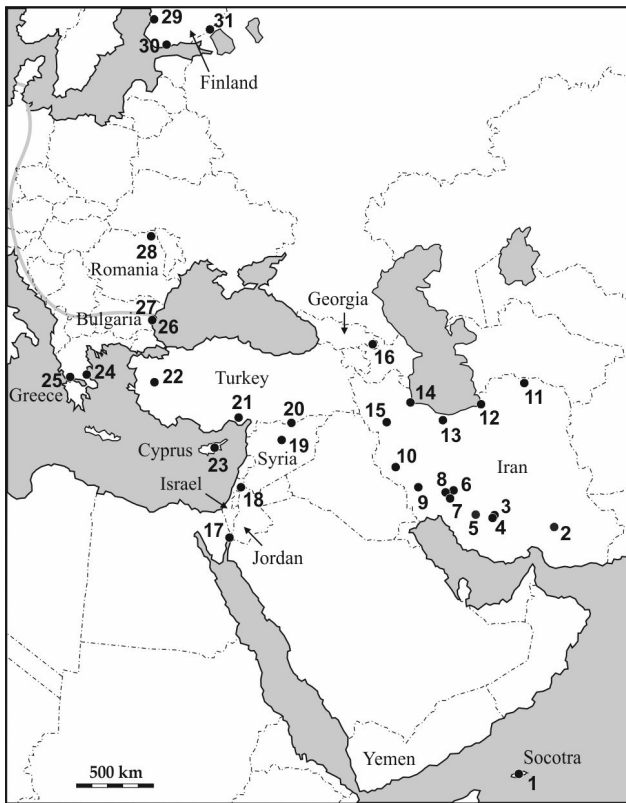 29
31
30
Finland
28
Romania
27
Georgia
Bulgaria
26
16
25
24
22
Turkey
14
11
Greece
21
20
15
12
13
Cyprus
19
23
Syria
10
Iran
Israel
18
8
6
9
7
3
5
4
2
17
Jordan
500 km
Yemen
Socotra
1